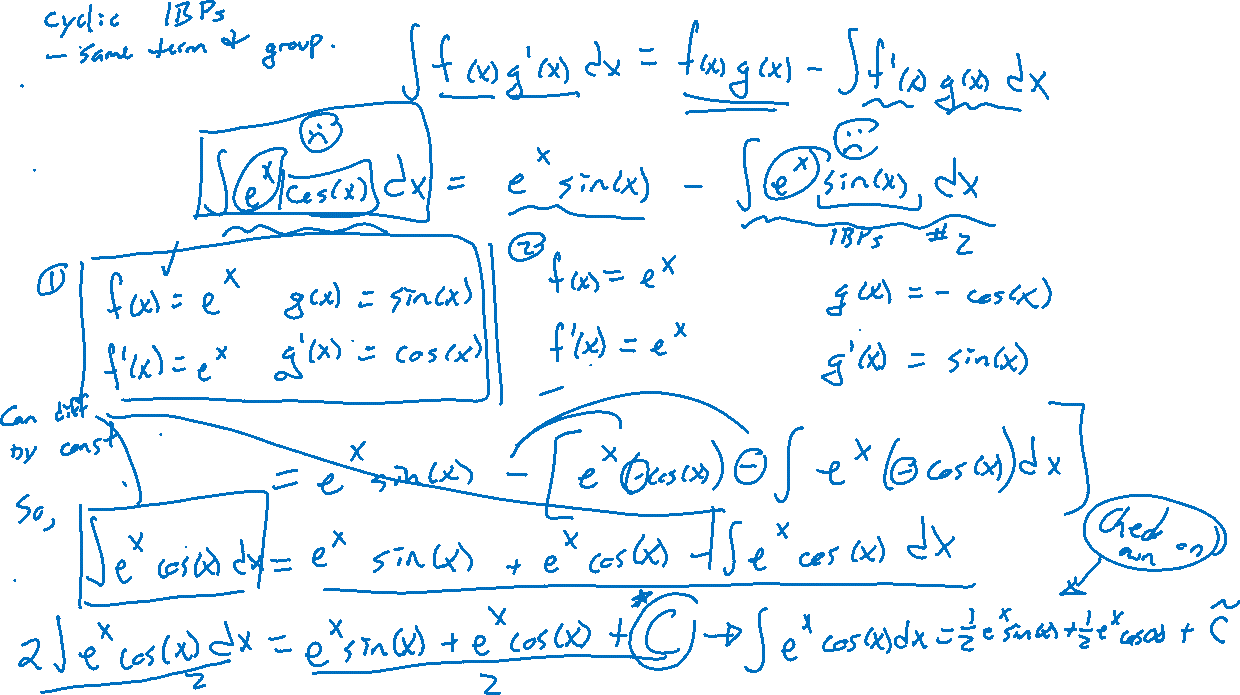 cyclic IBPs
- same term of group.
∫ f(x) g'(x) dx = f(x) g(x) - ∫ f'(x) g(x) dx
∫ e^x cos(x) dx = e^x sin(x) - ∫ e^x sin(x) dx
IBPs #2
① f(x) = e^x g(x) = sin(x)
f'(x) = e^x g'(x) = cos(x)
② f(x) = e^x g(x) = - cos(x)
f'(x) = e^x g'(x) = sin(x)
Can diff
by const
= e^x sin(x) - [e^x (-cos(x)) - ∫ e^x (-cos(x)) dx]
So,
∫ e^x cos(x) dx = e^x sin(x) + e^x cos(x) - ∫ e^x cos(x) dx
Check on
own
2 ∫ e^x cos(x) dx = e^x sin(x) + e^x cos(x) + C* → ∫ e^x cos(x) dx = 1/2 e^x sin(x) + 1/2 e^x cos(x) + C̃
2 2